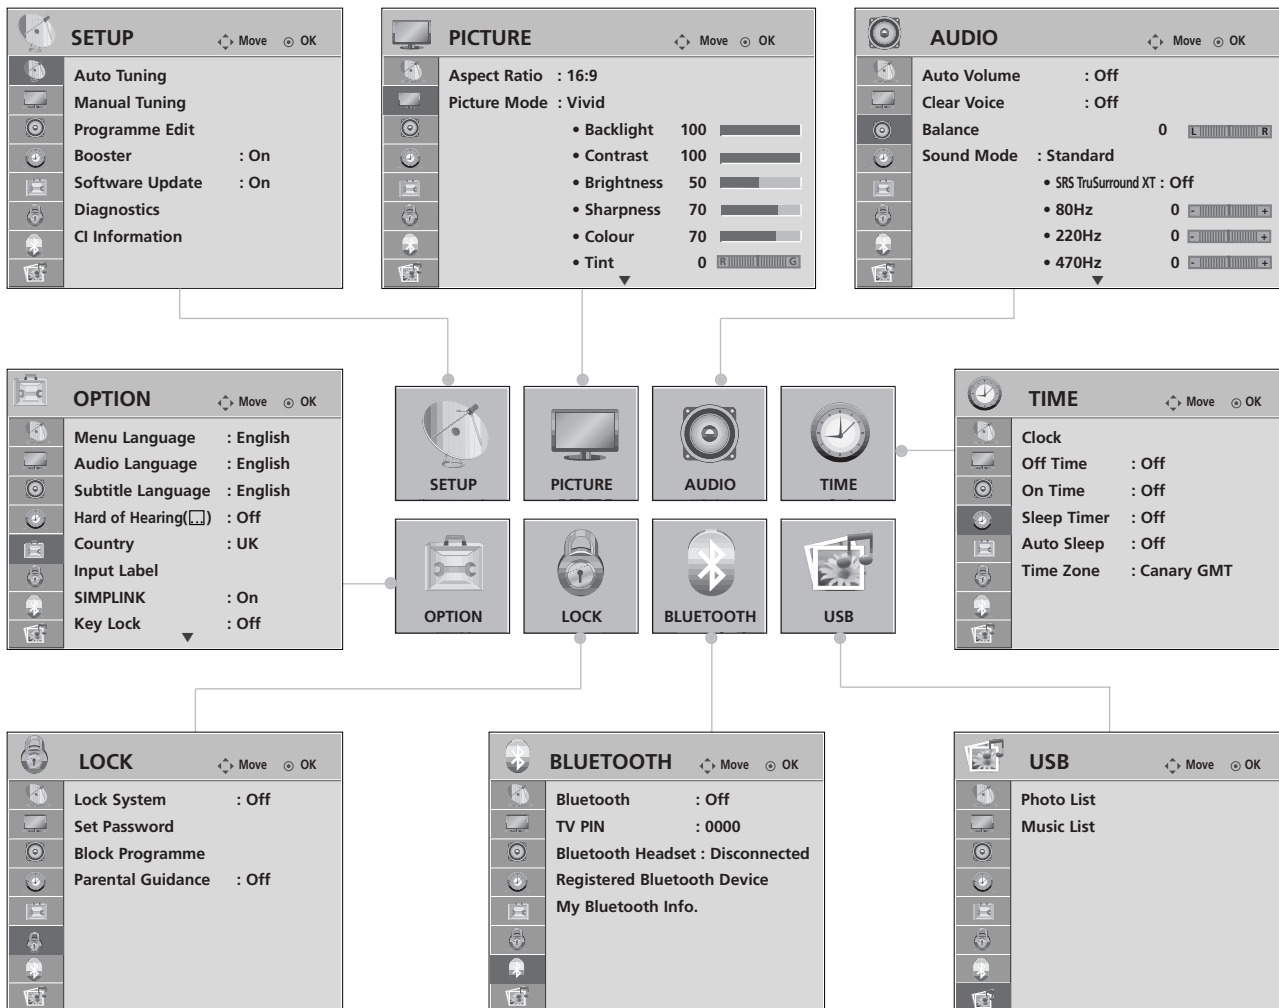 SETUP Move OK
Auto Tuning
Manual Tuning
Programme Edit
Booster : On
Software Update : On
Diagnostics
CI Information
PICTURE Move OK
Aspect Ratio : 16:9
Picture Mode : Vivid
• Backlight 100
• Contrast 100
• Brightness 50
• Sharpness 70
• Colour 70
• Tint 0 R G
AUDIO Move OK
Auto Volume : Off
Clear Voice : Off
Balance 0 L R
Sound Mode : Standard
• SRS TruSurround XT : Off
• 80Hz 0 - +
• 220Hz 0 - +
• 470Hz 0 - +
OPTION Move OK
Menu Language : English
Audio Language : English
Subtitle Language : English
Hard of Hearing( ) : Off
Country : UK
Input Label
SIMPLINK : On
Key Lock : Off
SETUP
PICTURE
AUDIO
TIME
OPTION
LOCK
BLUETOOTH
USB
TIME Move OK
Clock
Off Time : Off
On Time : Off
Sleep Timer : Off
Auto Sleep : Off
Time Zone : Canary GMT
LOCK Move OK
Lock System : Off
Set Password
Block Programme
Parental Guidance : Off
BLUETOOTH Move OK
Bluetooth : Off
TV PIN : 0000
Bluetooth Headset : Disconnected
Registered Bluetooth Device
My Bluetooth Info.
USB Move OK
Photo List
Music List